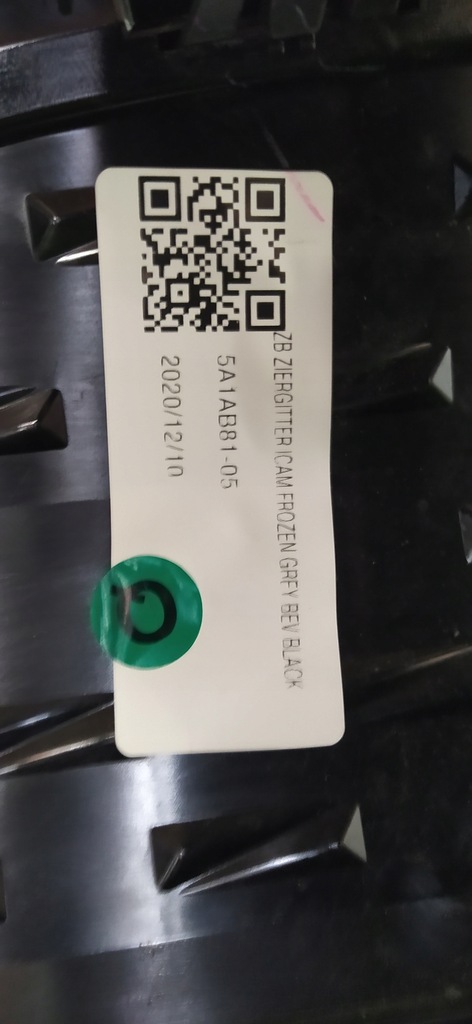 ZB ZIERGITTER ICAM FROZEN GREY BEV BLACK
5A1AB81-05
2020/12/10